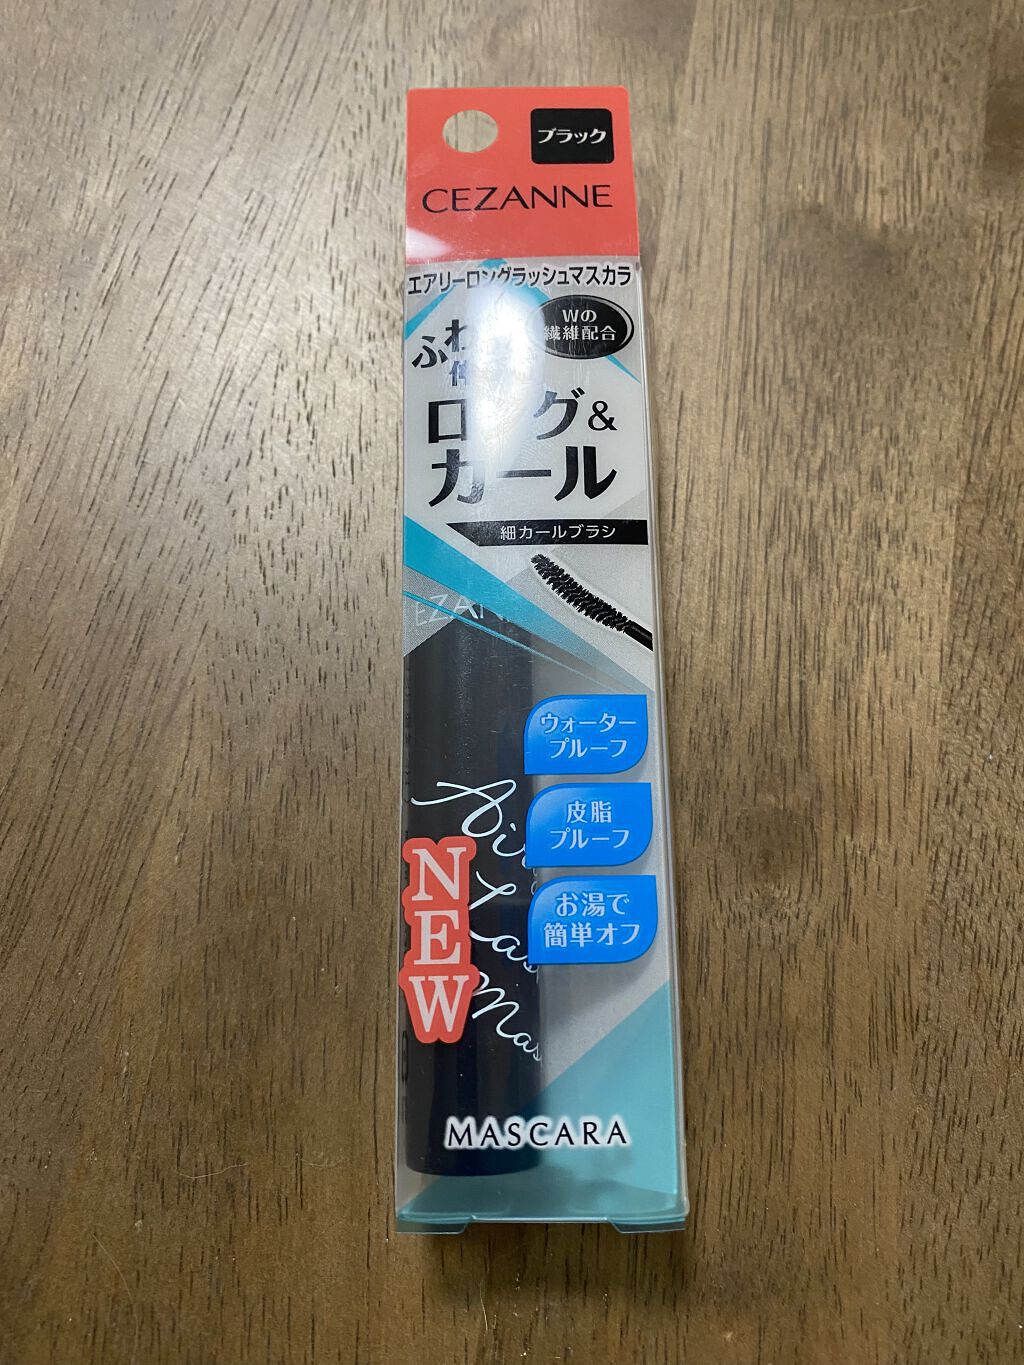 ブラック
CEZANNE
エアリーロングラッシュマスカラ
Wの
繊維配合
ロング&
カール
細カールブラシ
ウォーター
プルーフ
皮脂
プルーフ
お湯で
簡単オフ
NEW
MASCARA